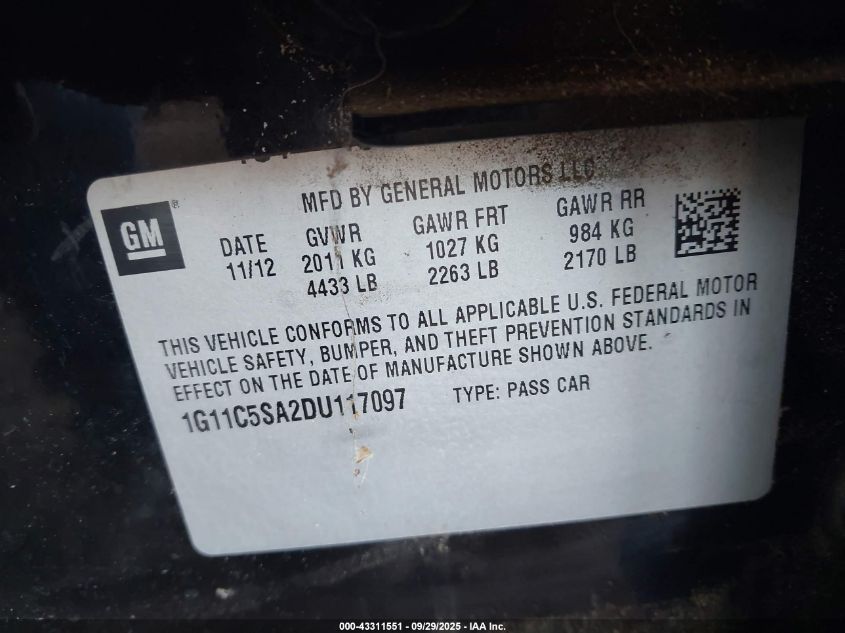 MFD BY GENERAL MOTORS LLC
GM®
DATE GVWR GAWR FRT GAWR RR
11/12 2011 KG 1027 KG 984 KG
4433 LB 2263 LB 2170 LB
THIS VEHICLE CONFORMS TO ALL APPLICABLE U.S. FEDERAL MOTOR
VEHICLE SAFETY, BUMPER, AND THEFT PREVENTION STANDARDS IN
EFFECT ON THE DATE OF MANUFACTURE SHOWN ABOVE.
1G11C5SA2DU117097 TYPE: PASS CAR
000-43311551 - 09/29/2025 - IAA Inc.